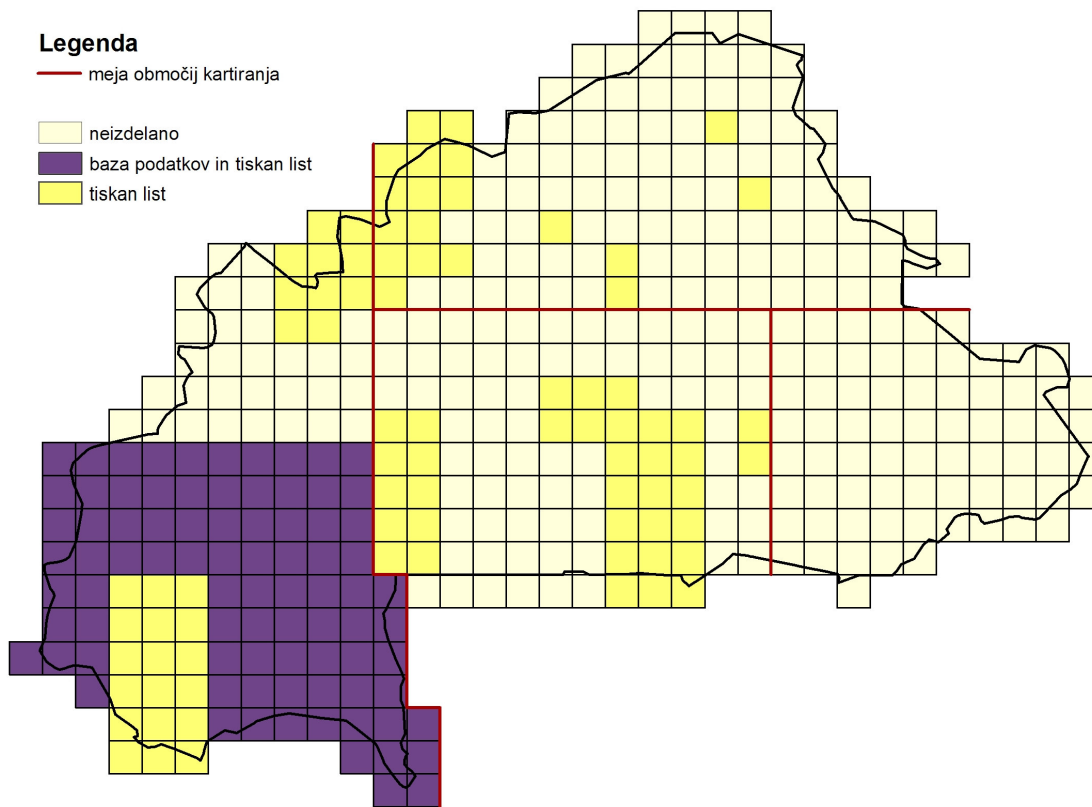 Legenda
meja območij kartiranja
neizdelano
baza podatkov in tiskan list
tiskan list